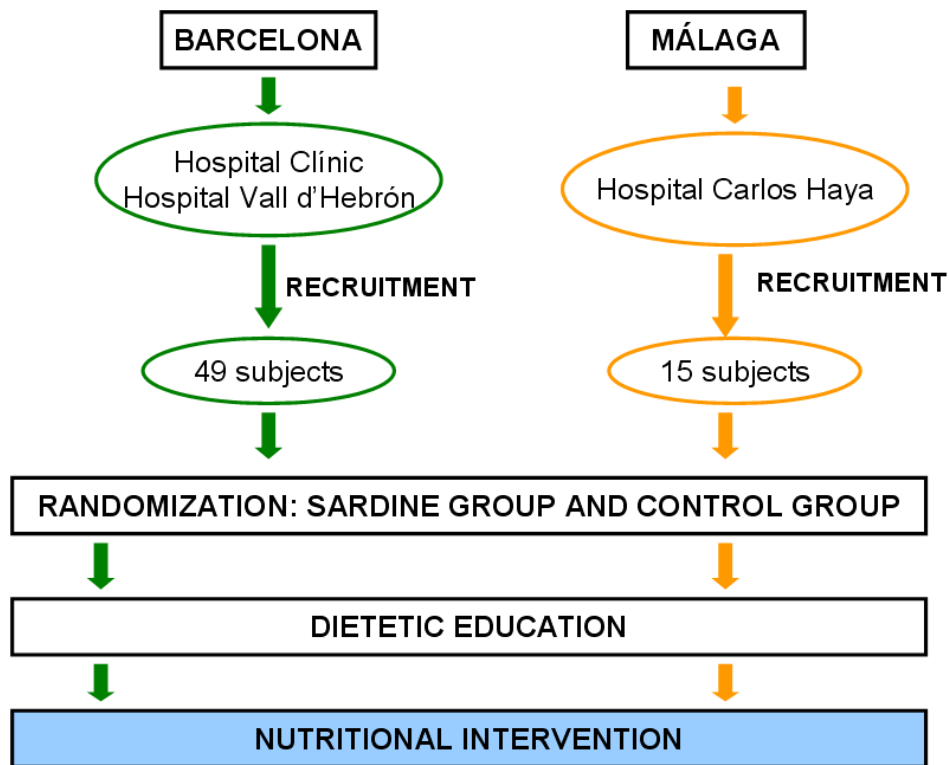 BARCELONA
MÁLAGA
Hospital Clínic
Hospital Vall d'Hebrón
Hospital Carlos Haya
RECRUITMENT
RECRUITMENT
49 subjects
15 subjects
RANDOMIZATION: SARDINE GROUP AND CONTROL GROUP
DIETETIC EDUCATION
NUTRITIONAL INTERVENTION